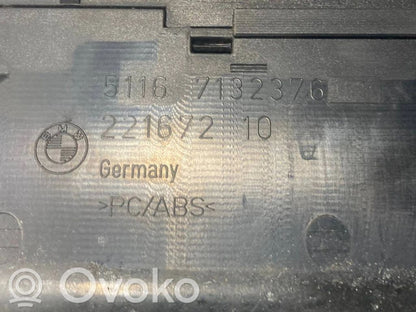 5116 7132376
221672 10
BMW
Germany
>PC/ABS<
Ovoko